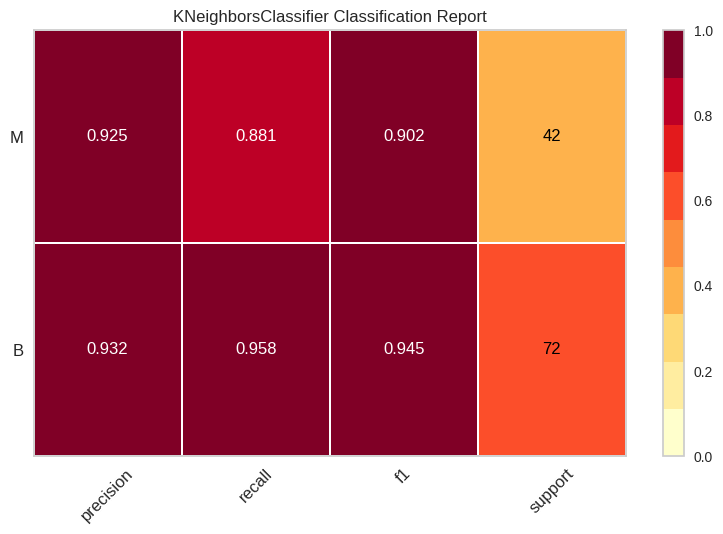 KNeighborsClassifier Classification Report
M 0.925 0.881 0.902 42
B 0.932 0.958 0.945 72
precision recall f1 support
1.0
0.8
0.6
0.4
0.2
0.0